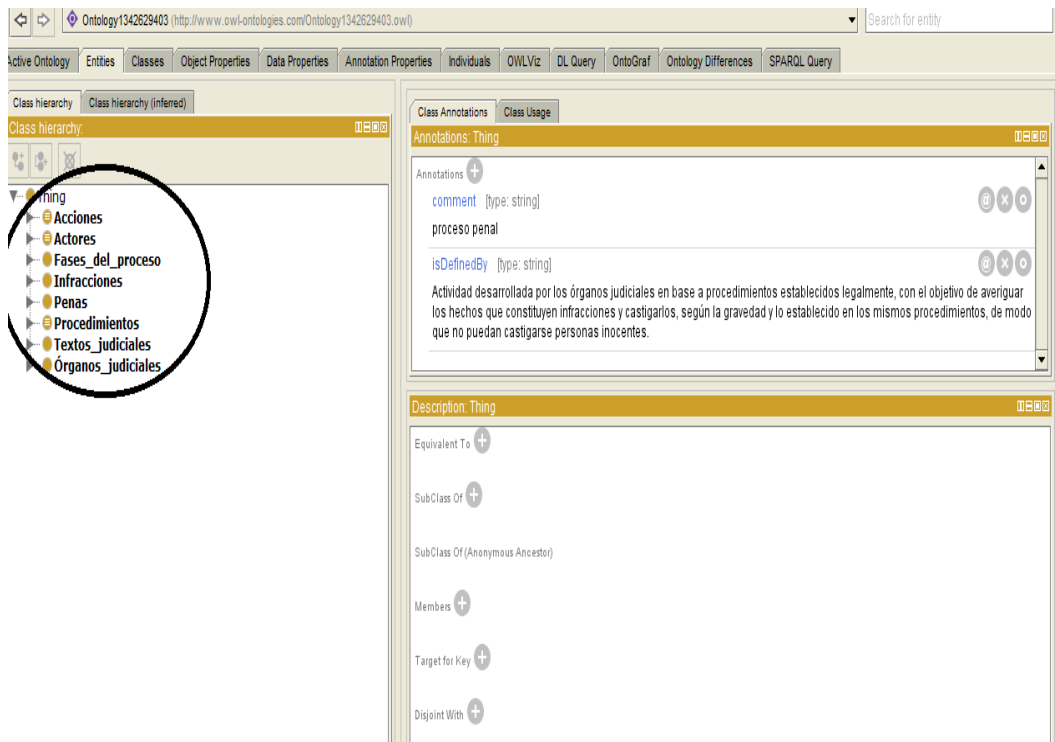 Ontology1342629403 (http://www.owl-ontologies.com/Ontology1342629403.owl)
Search for entity
Active Ontology Entities Classes Object Properties Data Properties Annotation Properties Individuals OWLViz DL Query OntoGraf Ontology Differences SPARQL Query
Class hierarchy Class hierarchy (inferred)
Class hierarchy:
Thing
Acciones
Actores
Fases_del_proceso
Infracciones
Penas
Procedimientos
Textos_judiciales
Órganos_judiciales
Class Annotations Class Usage
Annotations: Thing
Annotations
comment [type: string]
proceso penal
isDefinedBy [type: string]
Actividad desarrollada por los órganos judiciales en base a procedimientos establecidos legalmente, con el objetivo de averiguar
los hechos que constituyen infracciones y castigarlos, según la gravedad y lo establecido en los mismos procedimientos, de modo
que no puedan castigarse personas inocentes.
Description: Thing
Equivalent To
SubClass Of
SubClass Of (Anonymous Ancestor)
Members
Target for Key
Disjoint With